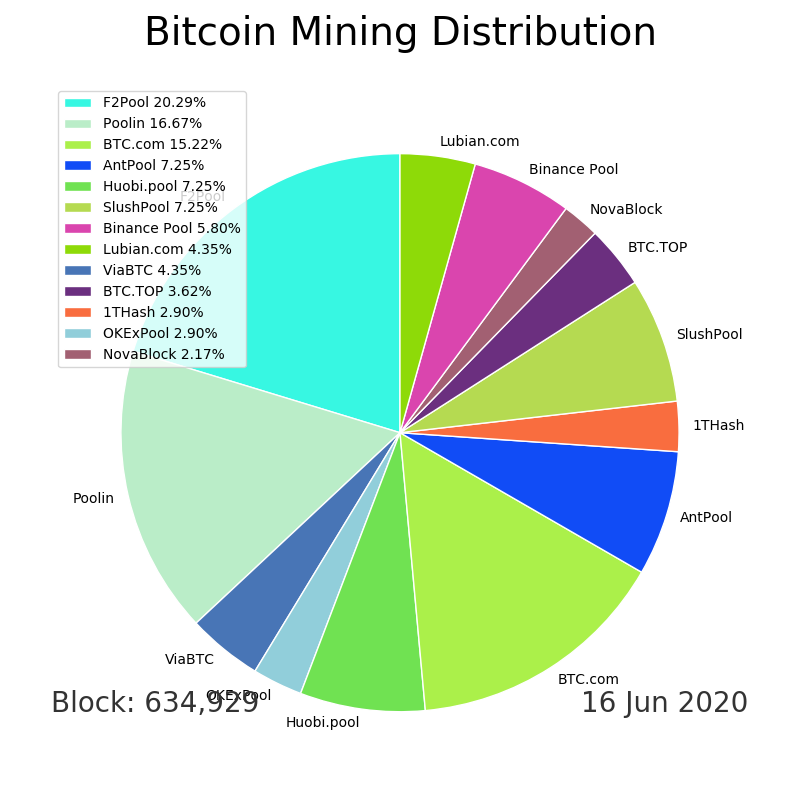 Bitcoin Mining Distribution
F2Pool 20.29%
Poolin 16.67%
BTC.com 15.22%
AntPool 7.25%
Huobi.pool 7.25%
SlushPool 7.25%
Binance Pool 5.80%
Lubian.com 4.35%
ViaBTC 4.35%
BTC.TOP 3.62%
1THash 2.90%
OKExPool 2.90%
NovaBlock 2.17%
F2Pool
Lubian.com
Binance Pool
NovaBlock
BTC.TOP
SlushPool
1THash
AntPool
BTC.com
Huobi.pool
OKExPool
ViaBTC
Poolin
Block: 634,929
16 Jun 2020